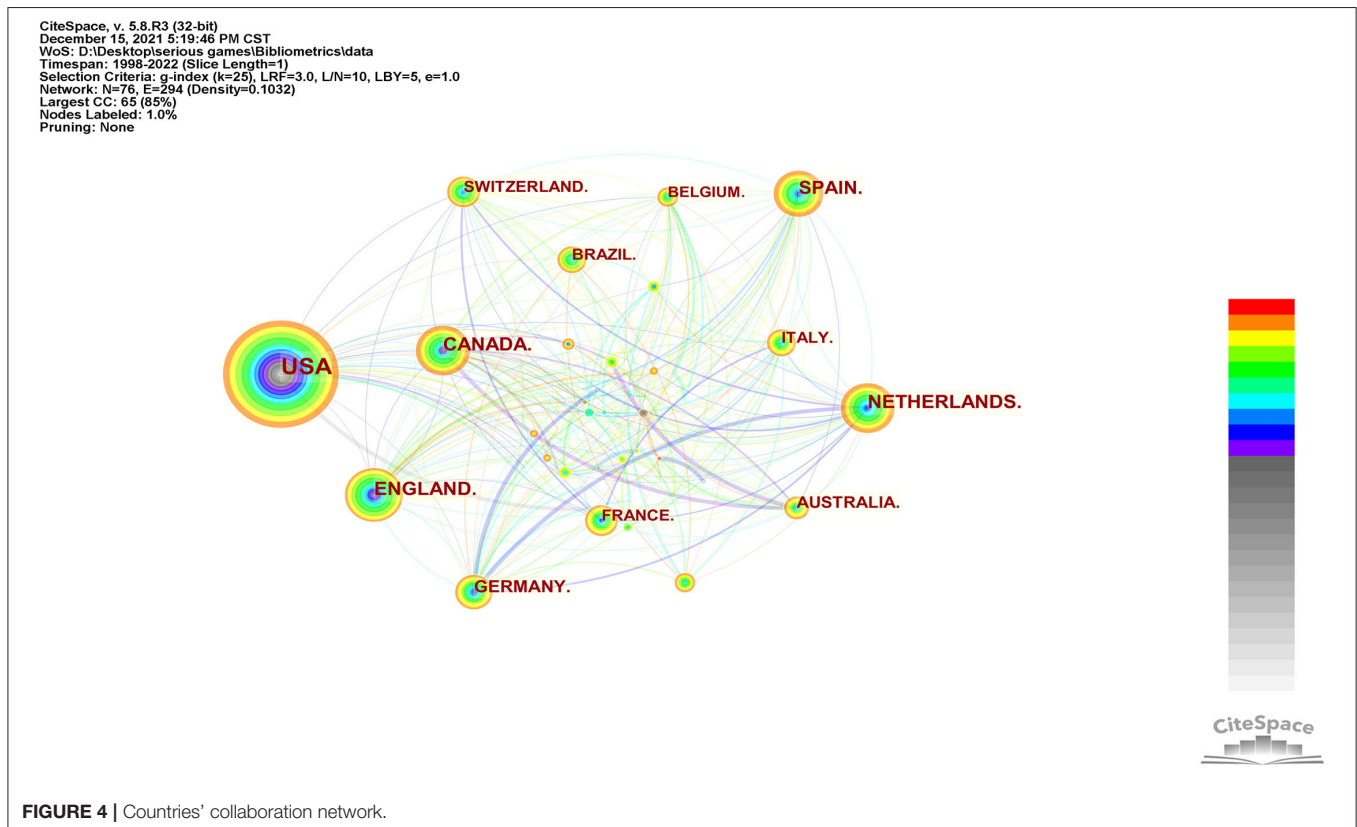 CiteSpace, v. 5.8.R3 (32-bit)
December 15, 2021 5:19:46 PM CST
WoS: D:\Desktop\serious games\Bibliometrics\data
Timespan: 1998-2022 (Slice Length=1)
Selection Criteria: g-index (k=25), LRF=3.0, L/N=10, LBY=5, e=1.0
Network: N=76, E=294 (Density=0.1032)
Largest CC: 65 (85%)
Nodes Labeled: 1.0%
Pruning: None
SWITZERLAND.
BELGIUM.
SPAIN.
BRAZIL.
CANADA.
ITALY.
USA
NETHERLANDS.
ENGLAND.
FRANCE.
AUSTRALIA.
GERMANY.
CiteSpace
FIGURE 4 | Countries' collaboration network.